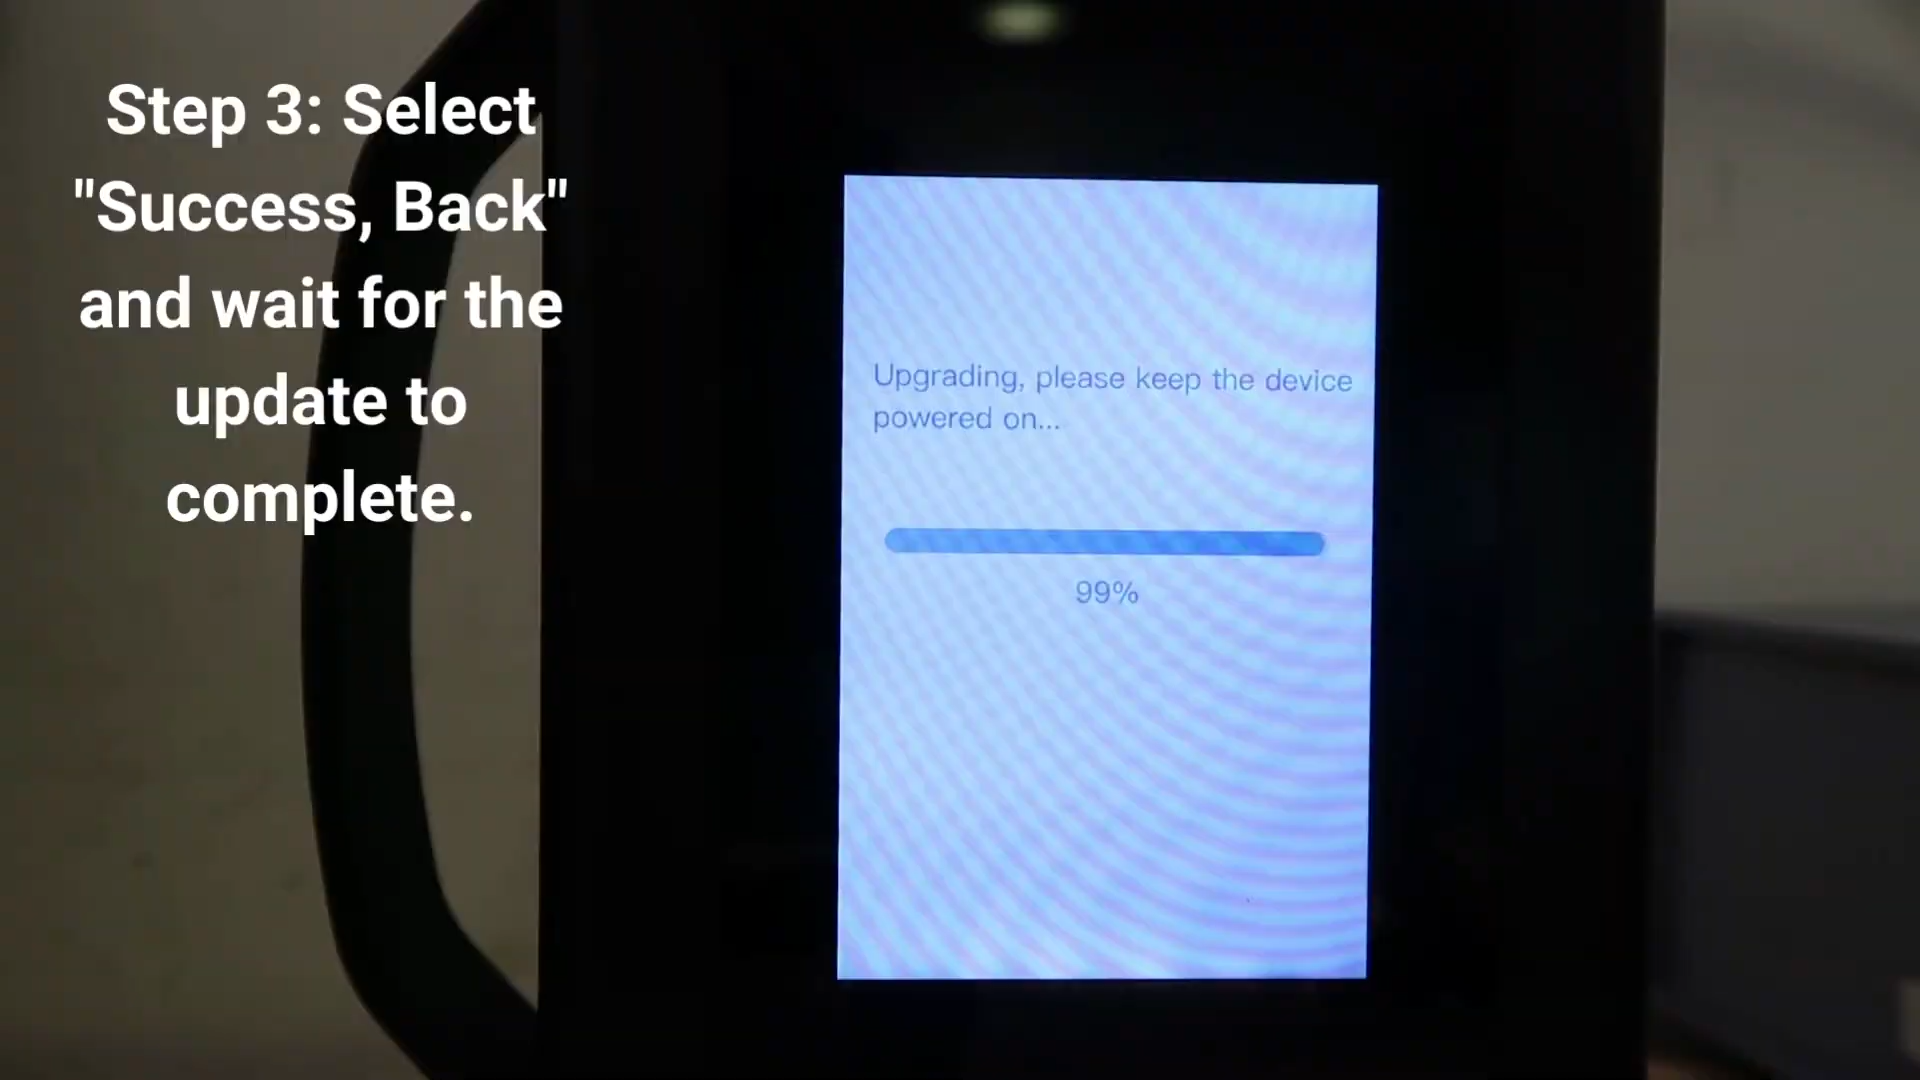 Step 3: Select
"Success, Back"
and wait for the
update to
complete.
Upgrading, please keep the device
powered on...
99%